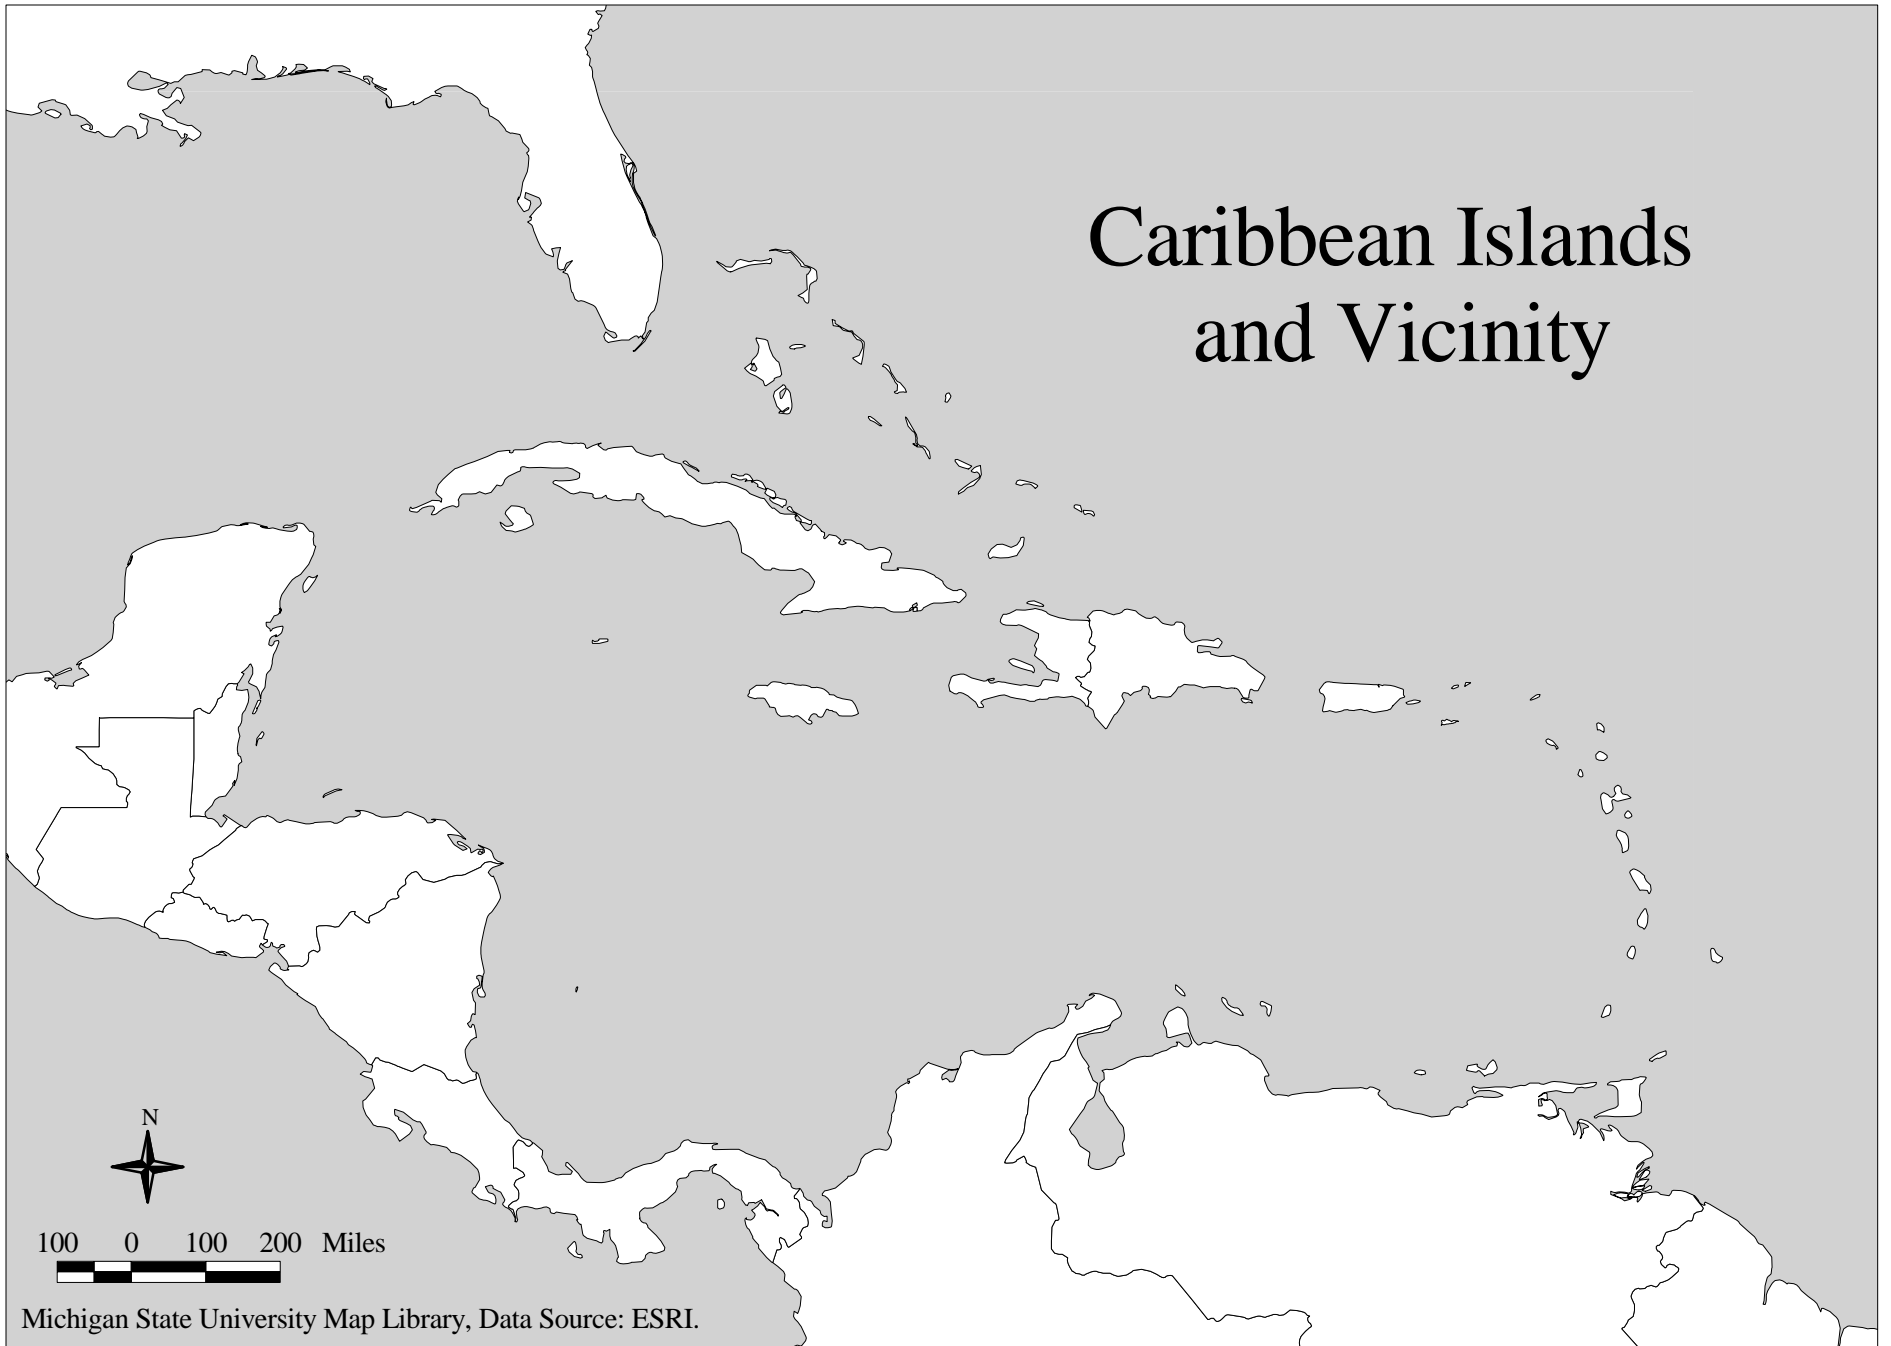 Caribbean Islands
and Vicinity
N
100 0 100 200 Miles
Michigan State University Map Library, Data Source: ESRI.